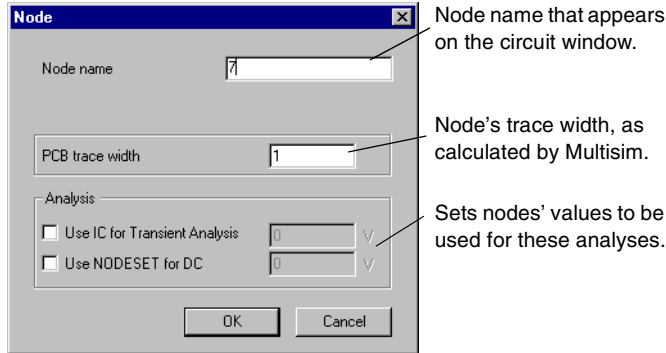 Node
Node name
7
PCB trace width
1
Analysis
Use IC for Transient Analysis
0
V
Use NODESET for DC
0
V
OK
Cancel
Node name that appears
on the circuit window.
Node's trace width, as
calculated by Multisim.
Sets nodes' values to be
used for these analyses.